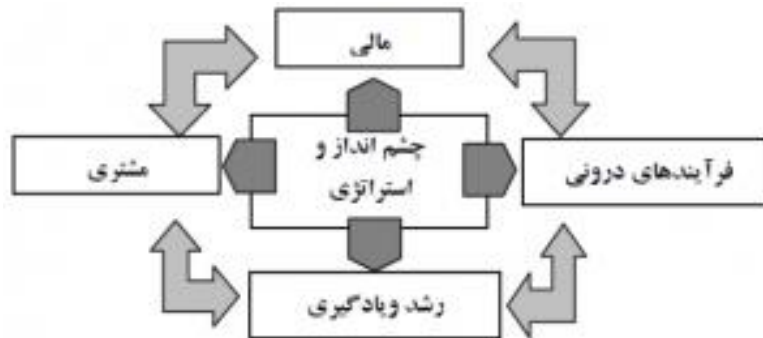 مالی
چشم انداز و
استراتژی
فرآیندهای درونی
مشتری
رشد ویادگیری